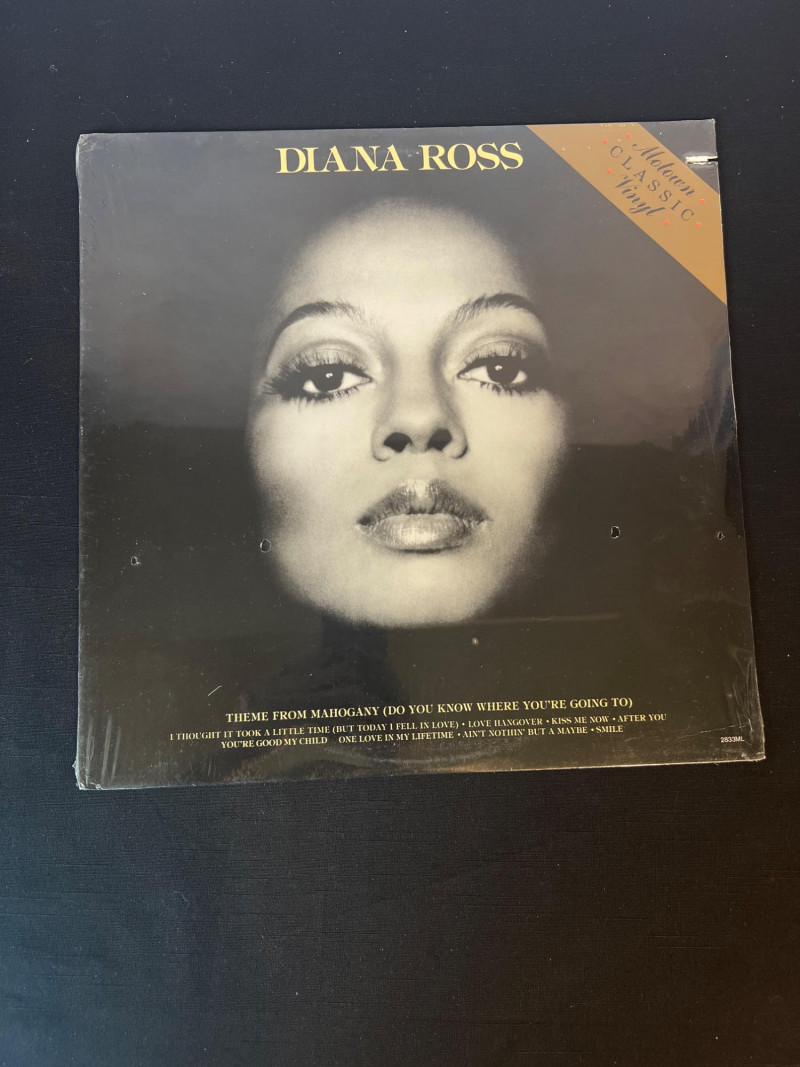 DIANA ROSS
Motown
CLASSIC
Vinyl
THEME FROM MAHOGANY (DO YOU KNOW WHERE YOU'RE GOING TO)
I THOUGHT IT TOOK A LITTLE TIME (BUT TODAY I FELL IN LOVE) • LOVE HANGOVER • KISS ME NOW • AFTER YOU
YOU'RE GOOD MY CHILD ONE LOVE IN MY LIFETIME • AIN'T NOTHIN' BUT A MAYBE • SMILE
2833ML